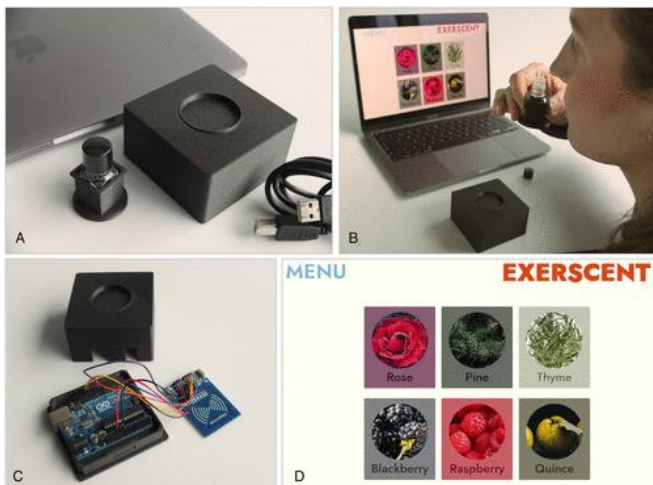 A
MENU
EXERSCENT
B
C
MENU
EXERSCENT
Rose
Pine
Thyme
Blackberry
Raspberry
Quince
D